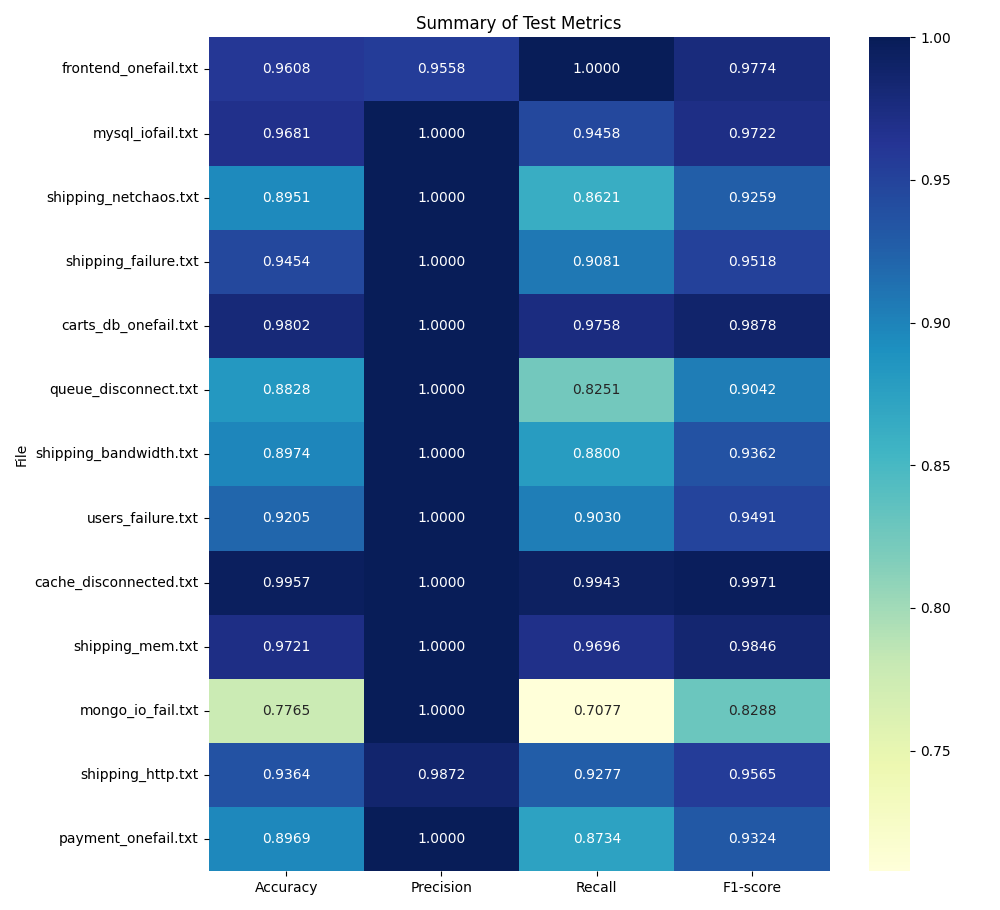 Summary of Test Metrics
frontend_onefail.txt 0.9608 0.9558 1.0000 0.9774
mysql_iofail.txt 0.9681 1.0000 0.9458 0.9722
shipping_netchaos.txt 0.8951 1.0000 0.8621 0.9259
shipping_failure.txt 0.9454 1.0000 0.9081 0.9518
carts_db_onefail.txt 0.9802 1.0000 0.9758 0.9878
queue_disconnect.txt 0.8828 1.0000 0.8251 0.9042
shipping_bandwidth.txt 0.8974 1.0000 0.8800 0.9362
users_failure.txt 0.9205 1.0000 0.9030 0.9491
cache_disconnected.txt 0.9957 1.0000 0.9943 0.9971
shipping_mem.txt 0.9721 1.0000 0.9696 0.9846
mongo_io_fail.txt 0.7765 1.0000 0.7077 0.8288
shipping_http.txt 0.9364 0.9872 0.9277 0.9565
payment_onefail.txt 0.8969 1.0000 0.8734 0.9324
Accuracy Precision Recall F1-score
File
1.00
0.95
0.90
0.85
0.80
0.75